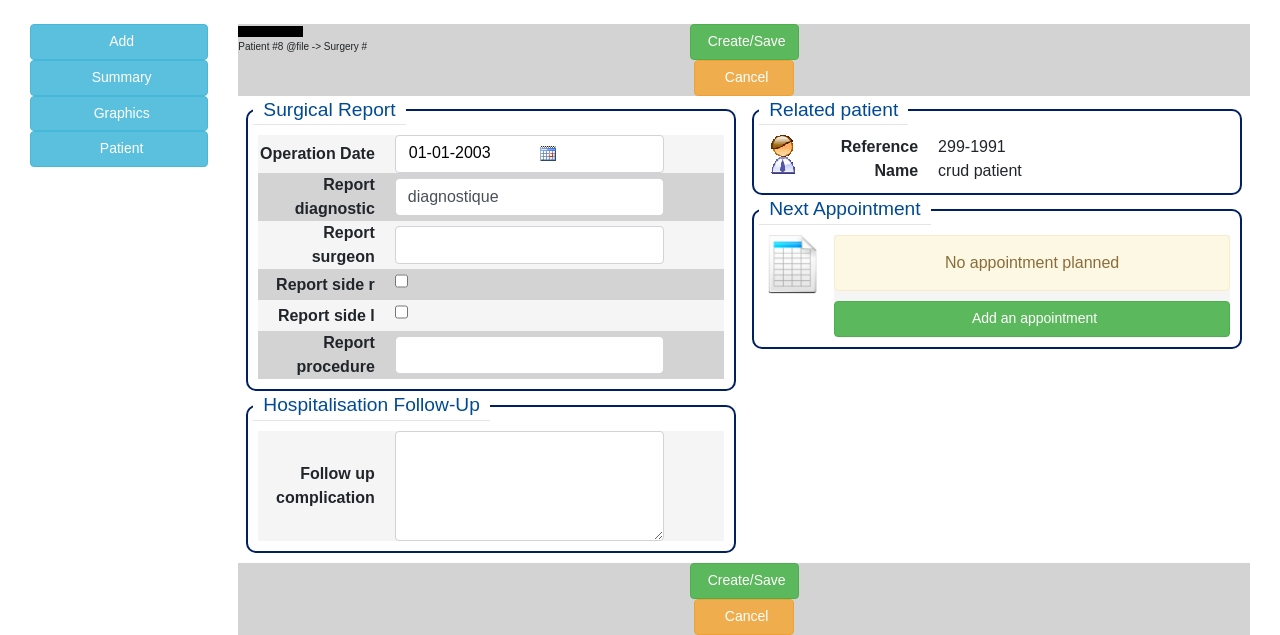 Add
Summary
Graphics
Patient
Patient #8 @file -> Surgery #
Create/Save
Cancel
Surgical Report
Operation Date 01-01-2003
Report
diagnostic
diagnostique
Report
surgeon
Report side r
Report side l
Report
procedure
Hospitalisation Follow-Up
Follow up
complication
Related patient
Reference 299-1991
Name crud patient
Next Appointment
No appointment planned
Add an appointment
Create/Save
Cancel